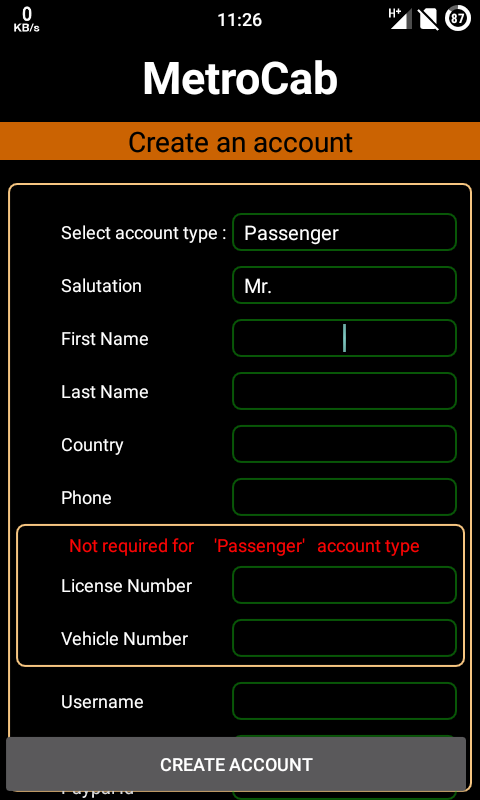 0
KB/s
11:26
H+
87
MetroCab
Create an account
Select account type : Passenger
Salutation Mr.
First Name
Last Name
Country
Phone
Not required for 'Passenger' account type
License Number
Vehicle Number
Username
CREATE ACCOUNT